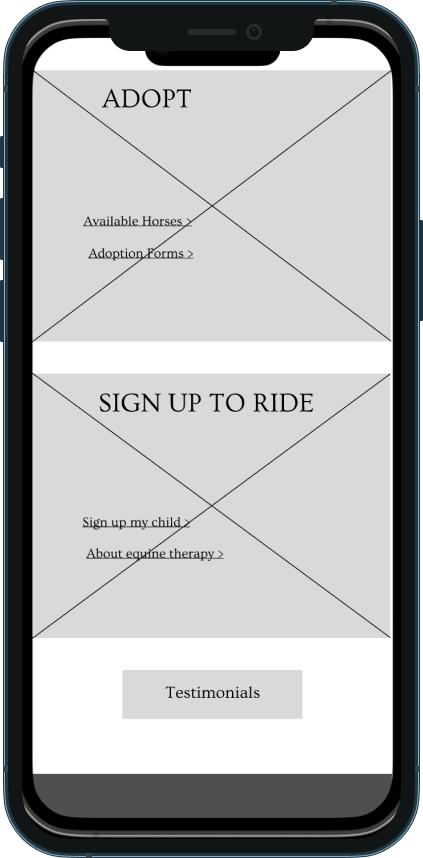 ADOPT
Available Horses >
Adoption Forms >
SIGN UP TO RIDE
Sign up my child >
About equine therapy >
Testimonials